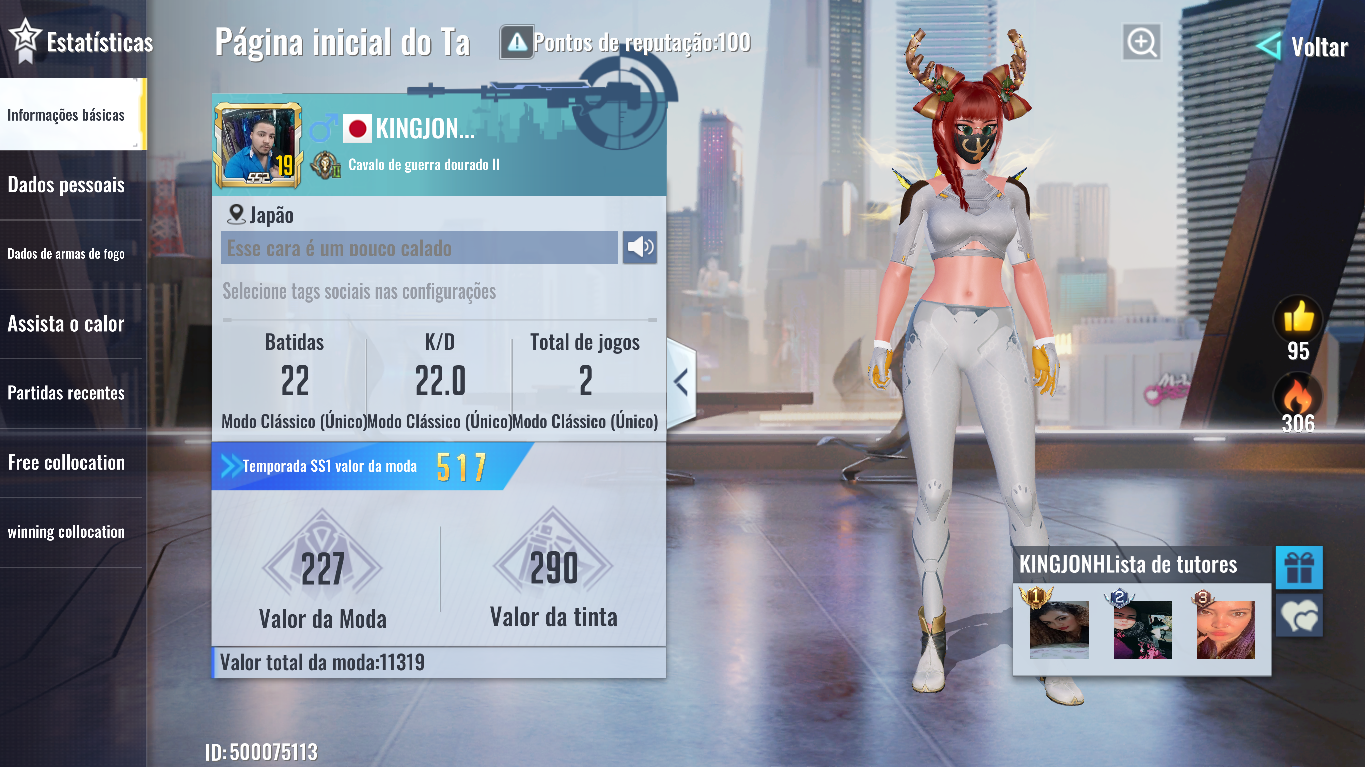 Estatísticas
Página inicial do Ta
Pontos de reputação:100
Voltar
Informações básicas
Dados pessoais
Dados de armas de fogo
Assista o calor
Partidas recentes
Free collocation
winning collocation
19
SS2
KINGJON...
Cavalo de guerra dourado II
Japão
Esse cara é um pouco calado
Selecione tags sociais nas configurações
Batidas K/D Total de jogos
22 22.0 2
Modo Clássico (Único) Modo Clássico (Único) Modo Clássico (Único)
Temporada SS1 valor da moda 517
227 290
Valor da Moda Valor da tinta
Valor total da moda:11319
ID:500075113
95
306
KINGJONHLista de tutores
1 2 3